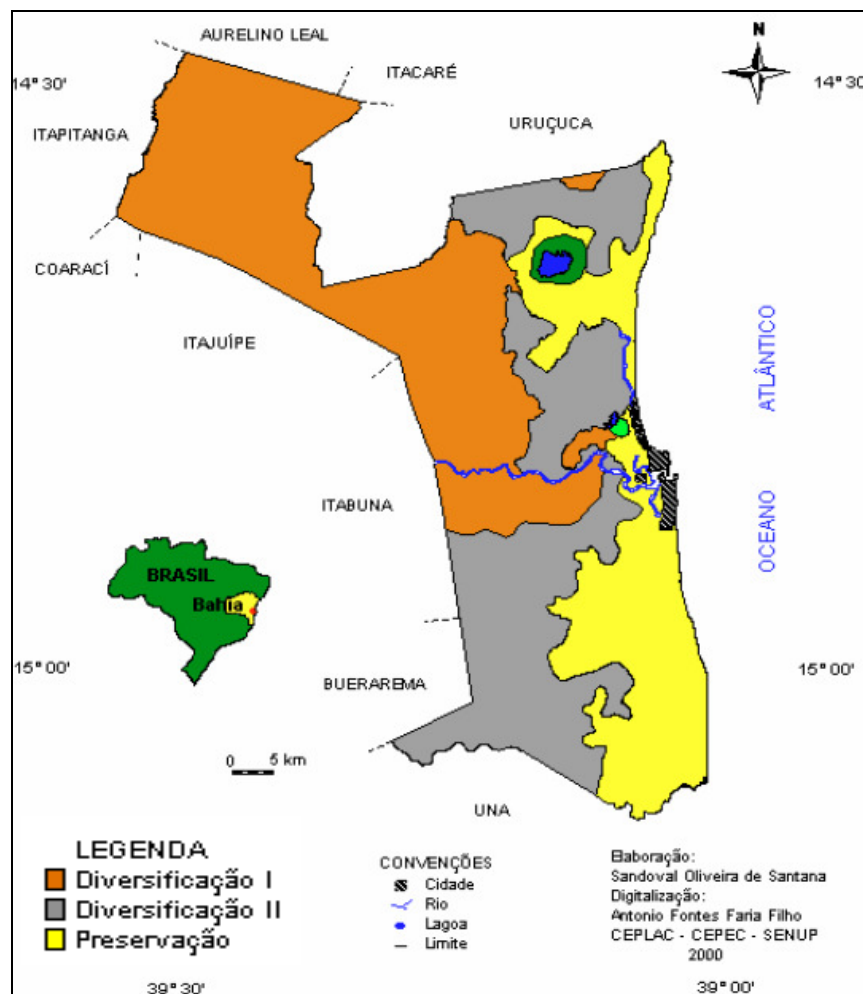 AURELINO LEAL
N
14° 30'
ITACARÉ
14° 30'
ITAPITANGA
URUÇUCA
COARACÍ
ITAJUÍPE
ATLÂNTICO
ITABUNA
OCEANO
BRASIL
Bahia
15° 00'
15° 00'
BUERAREMA
0 5 km
UNA
LEGENDA
Diversificação I
Diversificação II
Preservação
CONVENÇÕES
Cidade
Rio
Lagoa
Limite
Elaboração:
Sandoval Oliveira de Santana
Digitalização:
Antonio Fontes Faria Filho
CEPLAC - CEPEC - SENUP
2000
39° 30'
39° 00'